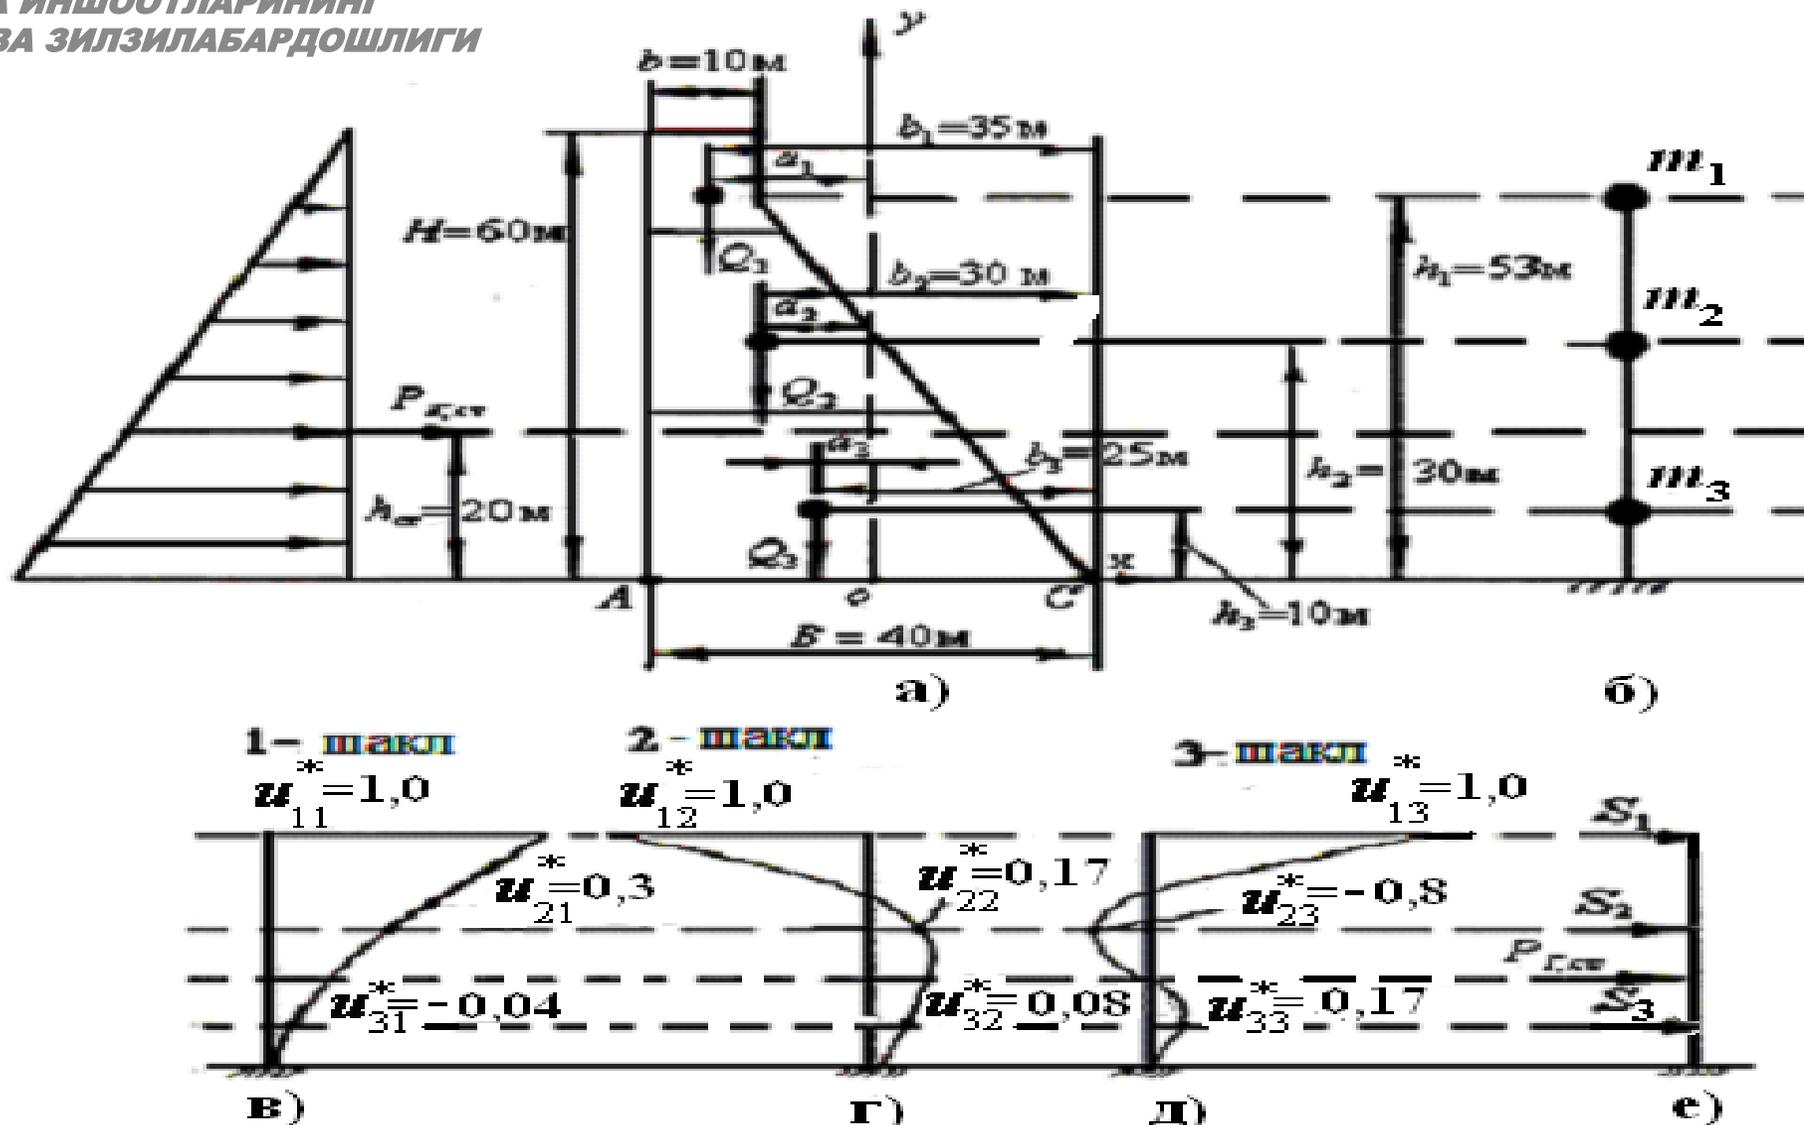 ИНШООТЛАРИНИНГ
ВА ЗИЛЗИЛАБАРДОШЛИГИ
y
b=10м
b₁=35м
a₁
m₁
H=60м
Q₁
b₂=30 м
h₁=53м
a₂
m₂
P г,ст
Q₂
a₃
b₃=25м
h₂= 30м
m₃
hст=20м
Q₃
x
A
o
C
h₃=10м
Б = 40м
а)
б)
1- шакл
2 - шакл
3- шакл
u*₁₁=1,0
u*₁₂=1,0
u*₁₃=1,0
S₁
u*₂₁=0,3
u*₂₂=0,17
u*₂₃=-0,8
S₂
P г,ст
u*₃₁=-0,04
u*₃₂=0,08
u*₃₃=0,17
S₃
в)
г)
д)
е)